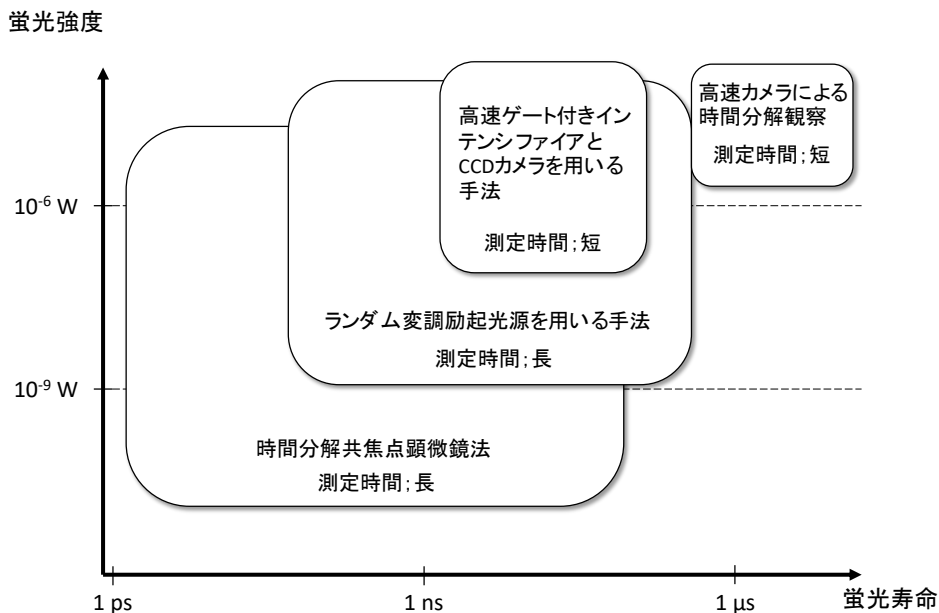 蛍光強度
高速ゲート付きイン
テンシファイアと
CCDカメラを用いる
手法
測定時間；短
高速カメラによる
時間分解観察
測定時間；短
10⁻⁶ W
ランダム変調励起光源を用いる手法
測定時間；長
10⁻⁹ W
時間分解共焦点顕微鏡法
測定時間；長
1 ps
1 ns
1 μs
蛍光寿命